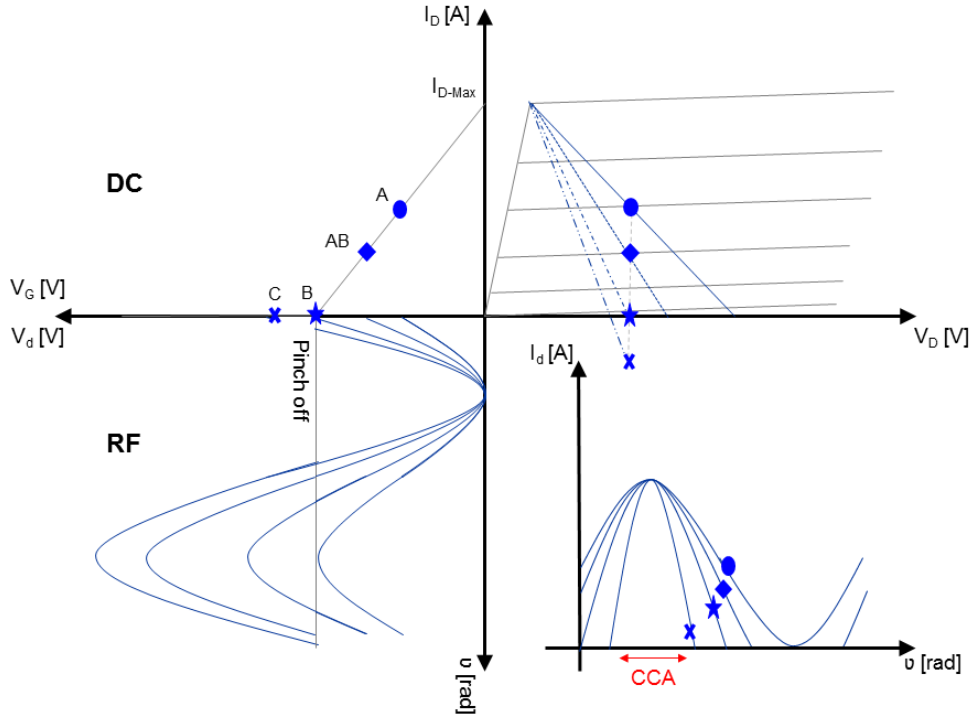 I_D [A]
I_D-Max
DC
A
AB
V_G [V]
C
B
V_d [V]
V_D [V]
Pinch off
I_d [A]
RF
CCA
υ [rad]
υ [rad]